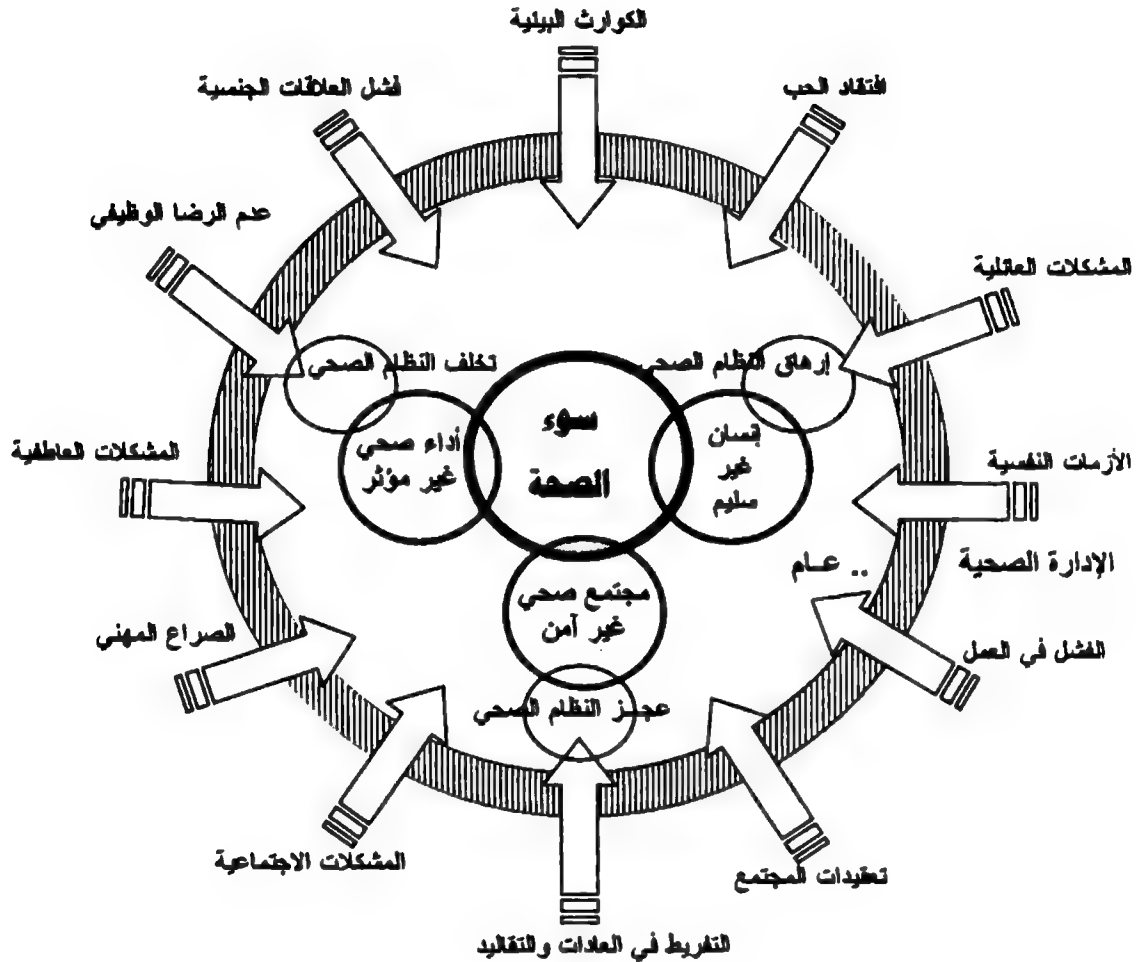 الكوارث البيئية
فشل العلاقات الجنسية
افتقاد الحب
عدم الرضا الوظيفي
المشكلات العائلية
تخلف النظام الصحي
إرهاق النظام الصحي
سوء
الصحة
أداء صحي
غير مؤثر
إنسان
غير
سليم
المشكلات العاطفية
الأزمات النفسية
الإدارة الصحية
.. عـام
مجتمع صحي
غير آمن
الصراع المهني
الفشل في العمل
عجـز النظام الصحي
المشكلات الاجتماعية
تعقيدات المجتمع
التفريط في العادات والتقاليد